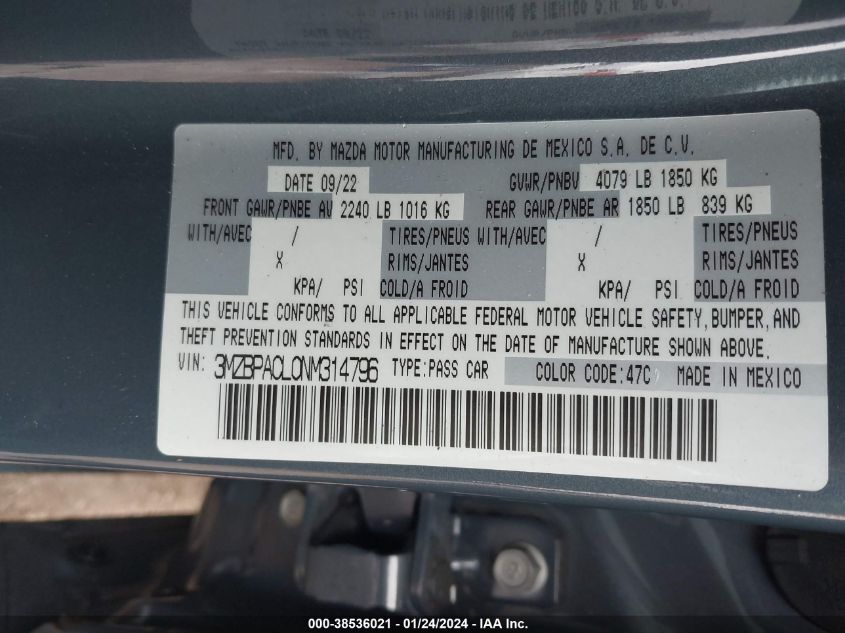 MFD. BY MAZDA MOTOR MANUFACTURING DE MEXICO S.A. DE C.V.
DATE 09/22 GVWR/PNBV 4079 LB 1850 KG
FRONT GAWR/PNBE AV 2240 LB 1016 KG REAR GAWR/PNBE AR 1850 LB 839 KG
WITH/AVEC / TIRES/PNEUS WITH/AVEC / TIRES/PNEUS
X RIMS/JANTES X RIMS/JANTES
KPA/ PSI COLD/A FROID KPA/ PSI COLD/A FROID
THIS VEHICLE CONFORMS TO ALL APPLICABLE FEDERAL MOTOR VEHICLE SAFETY, BUMPER, AND
THEFT PREVENTION STANDARDS IN EFFECT ON THE DATE OF MANUFACTURE SHOWN ABOVE.
VIN: 3MZBPA0L0NM314796 TYPE:PASS CAR COLOR CODE:47C MADE IN MEXICO
000-38536021 - 01/24/2024 - IAA Inc.